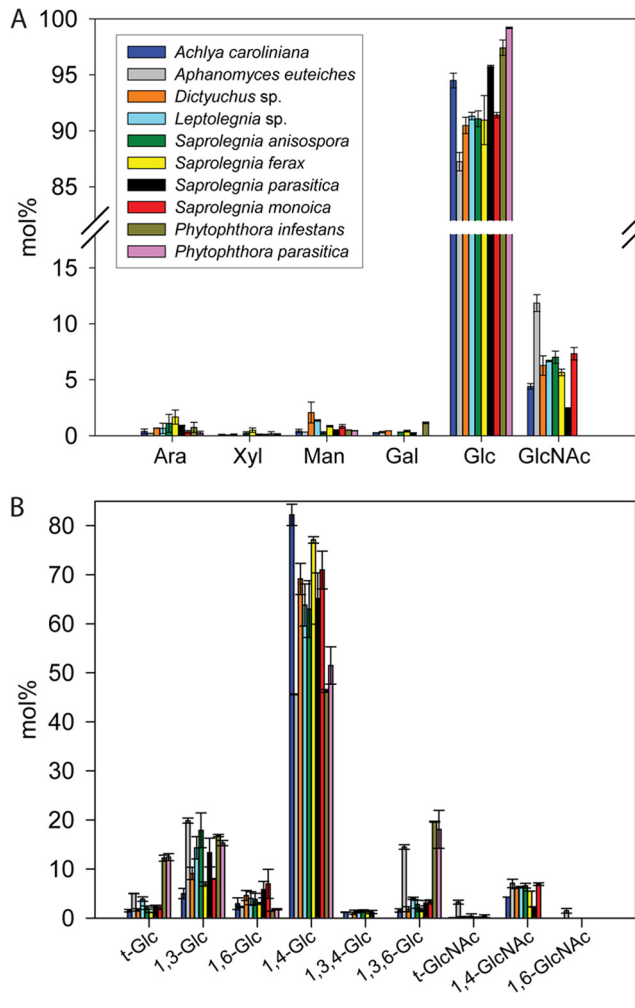 A
100
95
90
85
15
10
5
0
mol%
Achlya caroliniana
Aphanomyces euteiches
Dictyuchus sp.
Leptolegnia sp.
Saprolegnia anisospora
Saprolegnia ferax
Saprolegnia parasitica
Saprolegnia monoica
Phytophthora infestans
Phytophthora parasitica
Ara Xyl Man Gal Glc GlcNAc
B
80
70
60
50
40
30
20
10
0
mol%
t-Glc 1,3-Glc 1,6-Glc 1,4-Glc 1,3,4-Glc 1,3,6-Glc t-GlcNAc 1,4-GlcNAc 1,6-GlcNAc